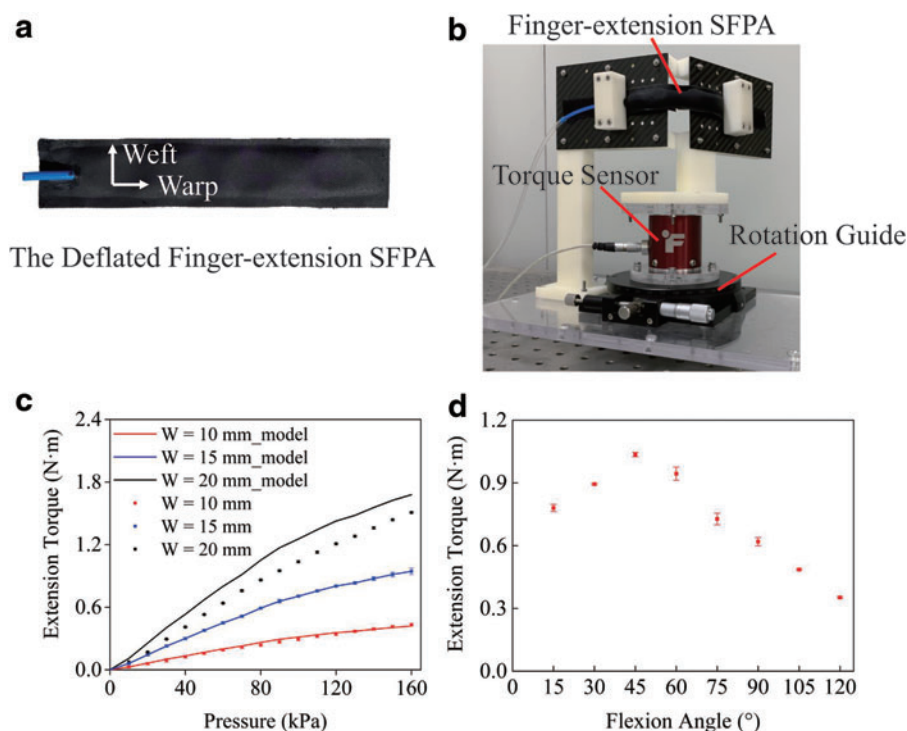 a
Weft
Warp
The Deflated Finger-extension SFPA
b
Finger-extension SFPA
Torque Sensor
Rotation Guide
c
2.4
1.8
1.2
0.6
0.0
Extension Torque (N·m)
W = 10 mm_model
W = 15 mm_model
W = 20 mm_model
W = 10 mm
W = 15 mm
W = 20 mm
0 40 80 120 160
Pressure (kPa)
d
1.2
0.9
0.6
0.3
0.0
Extension Torque (N·m)
0 15 30 45 60 75 90 105 120
Flexion Angle (°)